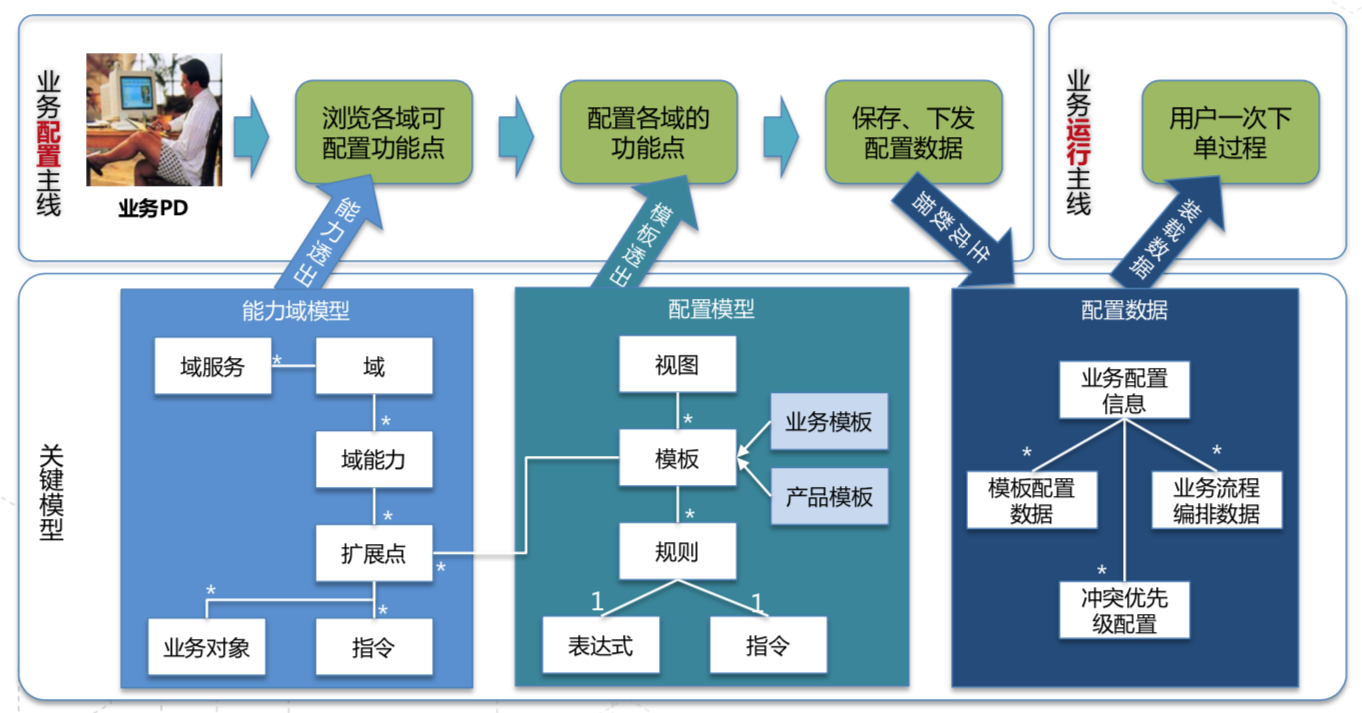 业务配置主线
业务PD
浏览各域可
配置功能点
配置各域的
功能点
保存、下发
配置数据
业务运行主线
用户一次下
单过程
能力透出
模板透出
生成数据
装载数据
关键模型
能力域模型
域服务
*
域
*
域能力
*
扩展点
*
*
*
业务对象
指令
配置模型
视图
*
模板
业务模板
产品模板
*
规则
1
1
表达式
指令
配置数据
业务配置
信息
*
*
模板配置
数据
业务流程
编排数据
*
冲突优先
级配置